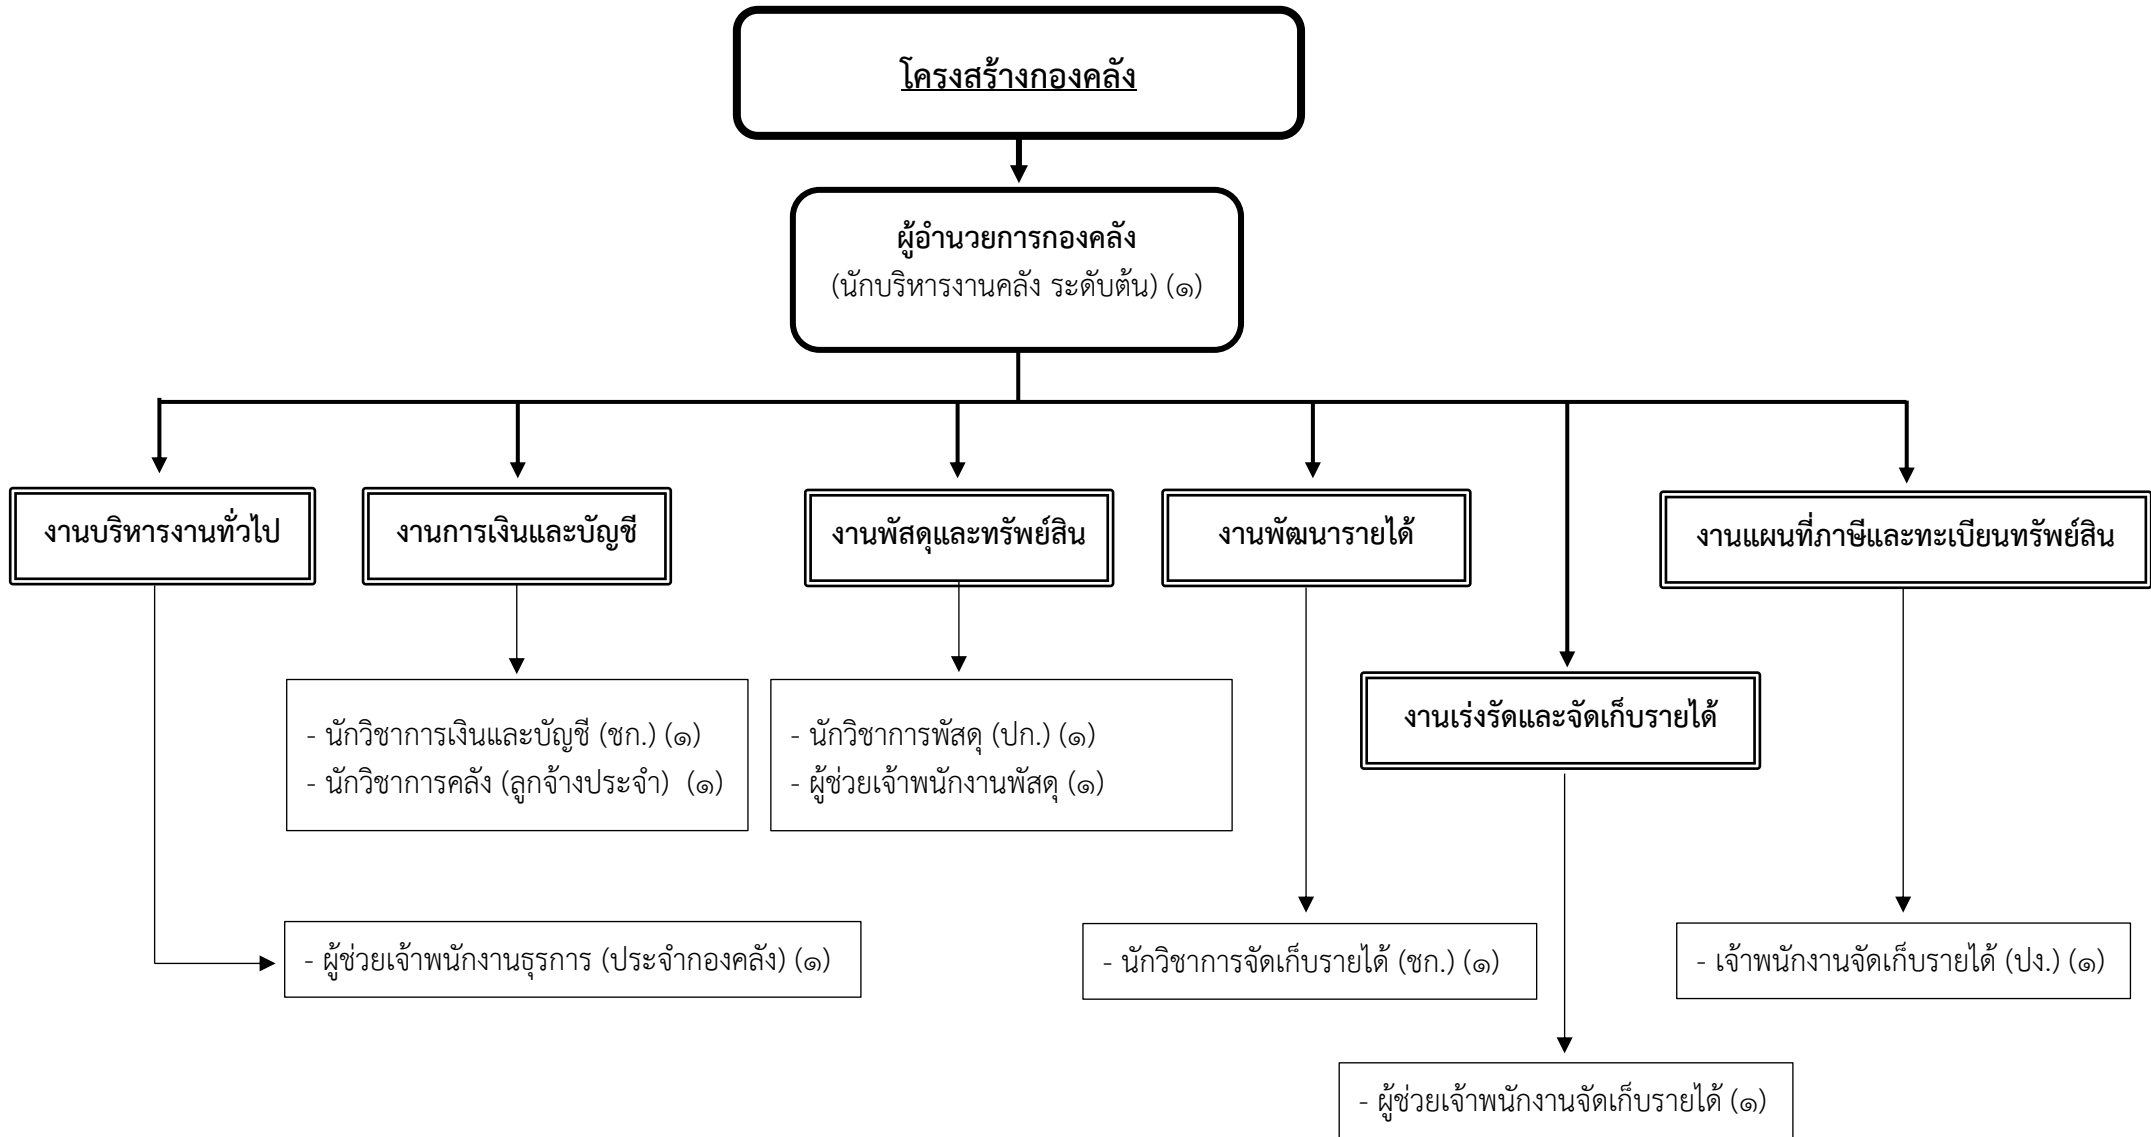 โครงสร้างกองคลัง
ผู้อำนวยการกองคลัง
(นักบริหารงานคลัง ระดับต้น) (๑)
งานบริหารงานทั่วไป
งานการเงินและบัญชี
งานพัสดุและทรัพย์สิน
งานพัฒนารายได้
งานแผนที่ภาษีและทะเบียนทรัพย์สิน
งานเร่งรัดและจัดเก็บรายได้
- นักวิชาการเงินและบัญชี (ชก.) (๑)
- นักวิชาการคลัง (ลูกจ้างประจำ) (๑)
- นักวิชาการพัสดุ (ปก.) (๑)
- ผู้ช่วยเจ้าพนักงานพัสดุ (๑)
- ผู้ช่วยเจ้าพนักงานธุรการ (ประจำกองคลัง) (๑)
- นักวิชาการจัดเก็บรายได้ (ชก.) (๑)
- เจ้าพนักงานจัดเก็บรายได้ (ปง.) (๑)
- ผู้ช่วยเจ้าพนักงานจัดเก็บรายได้ (๑)